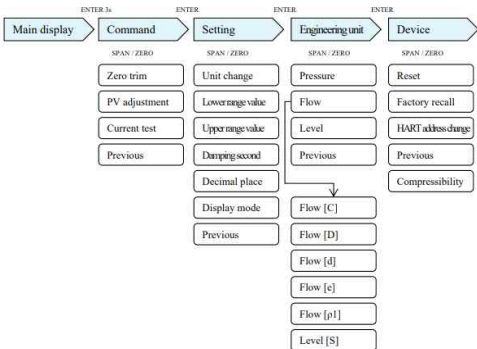 ENTER 3s ENTER ENTER ENTER
Main display Command Setting Engineering unit Device
SPAN / ZERO SPAN / ZERO SPAN / ZERO SPAN / ZERO
Zero trim Unit change Pressure Reset
PV adjustment Lower range value Flow Factory recall
Current test Upper range value Level HART address change
Previous Damping second Previous Previous
Decimal place Compressibility
Display mode Flow [C]
Previous Flow [D]
Flow [d]
Flow [e]
Flow [ρ1]
Level [S]